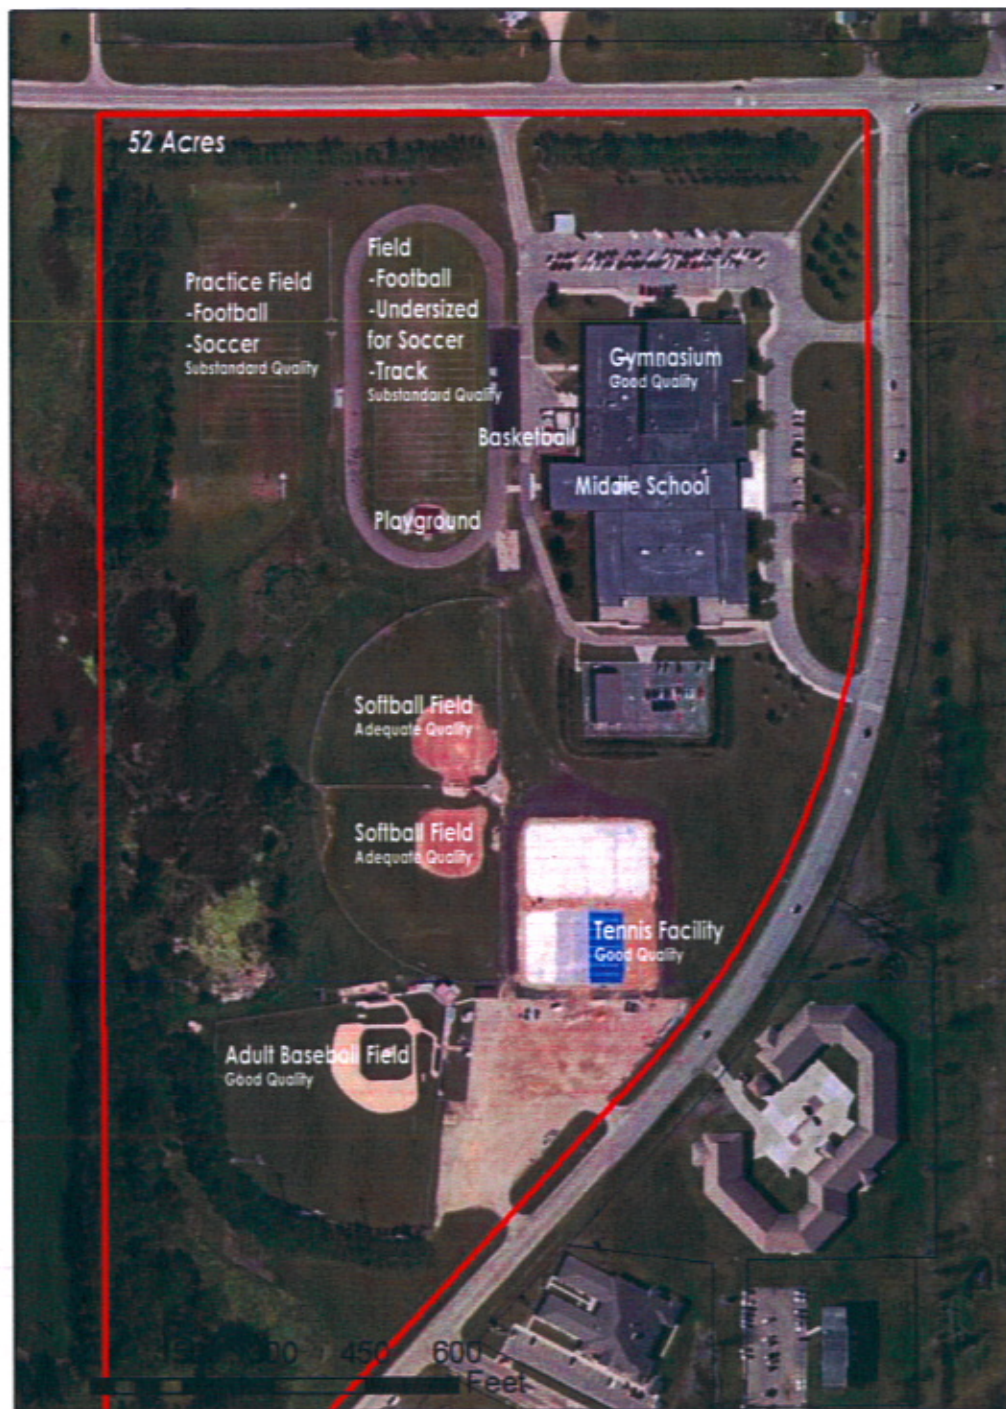 52 Acres
Practice Field
-Football
-Soccer
Substandard Quality
Field
-Football
-Undersized
for Soccer
-Track
Substandard Quality
Gymnasium
Good Quality
Basketball
Middle School
Playground
Softball Field
Adequate Quality
Softball Field
Adequate Quality
Tennis Facility
Good Quality
Adult Baseball Field
Good Quality
150 300 450 600
Feet